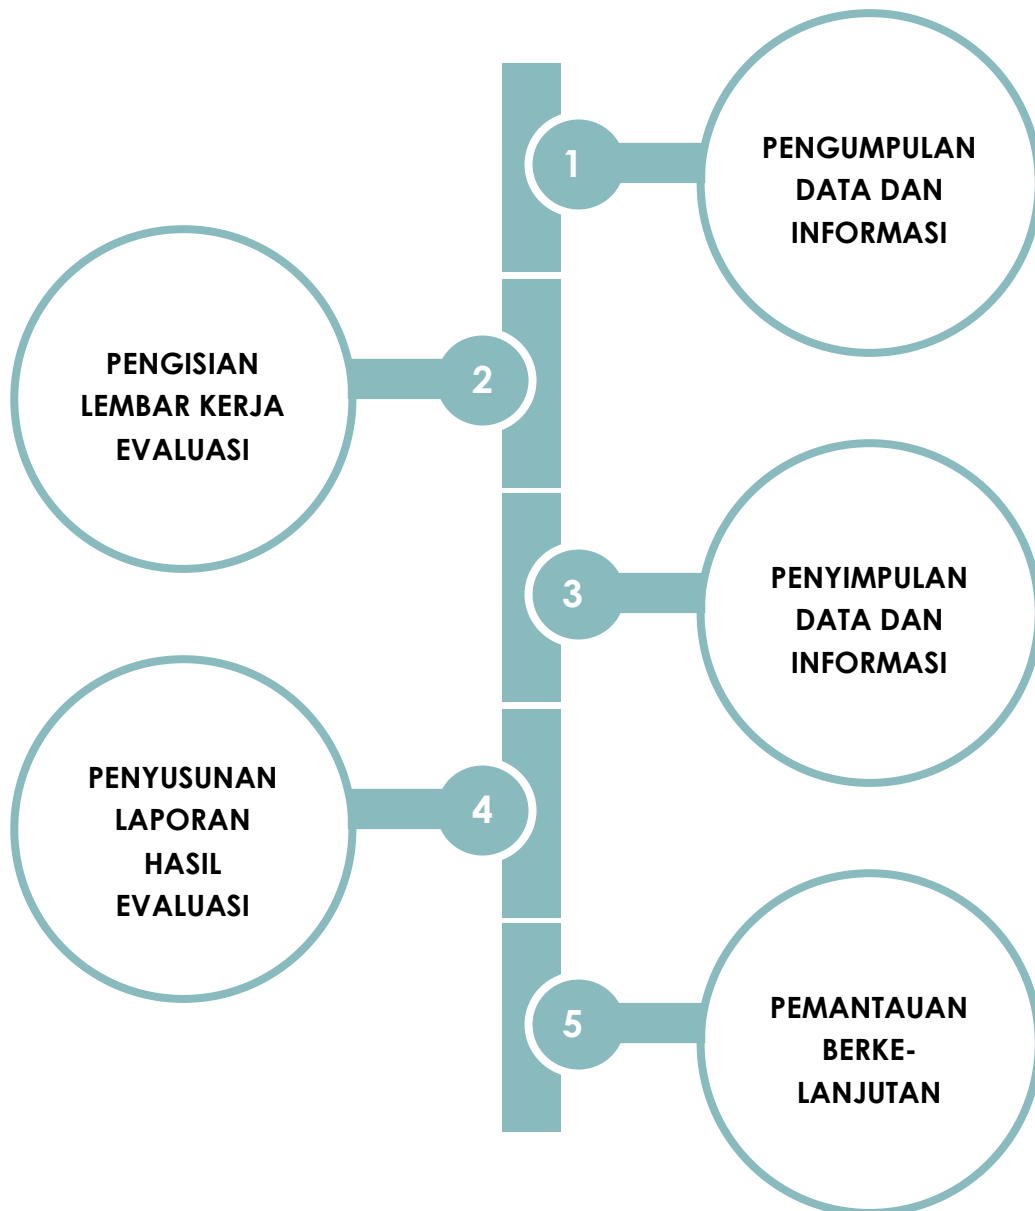 1
PENGUMPULAN
DATA DAN
INFORMASI
2
PENGISIAN
LEMBAR KERJA
EVALUASI
3
PENYIMPULAN
DATA DAN
INFORMASI
4
PENYUSUNAN
LAPORAN
HASIL
EVALUASI
5
PEMANTAUAN
BERKE-
LANJUTAN